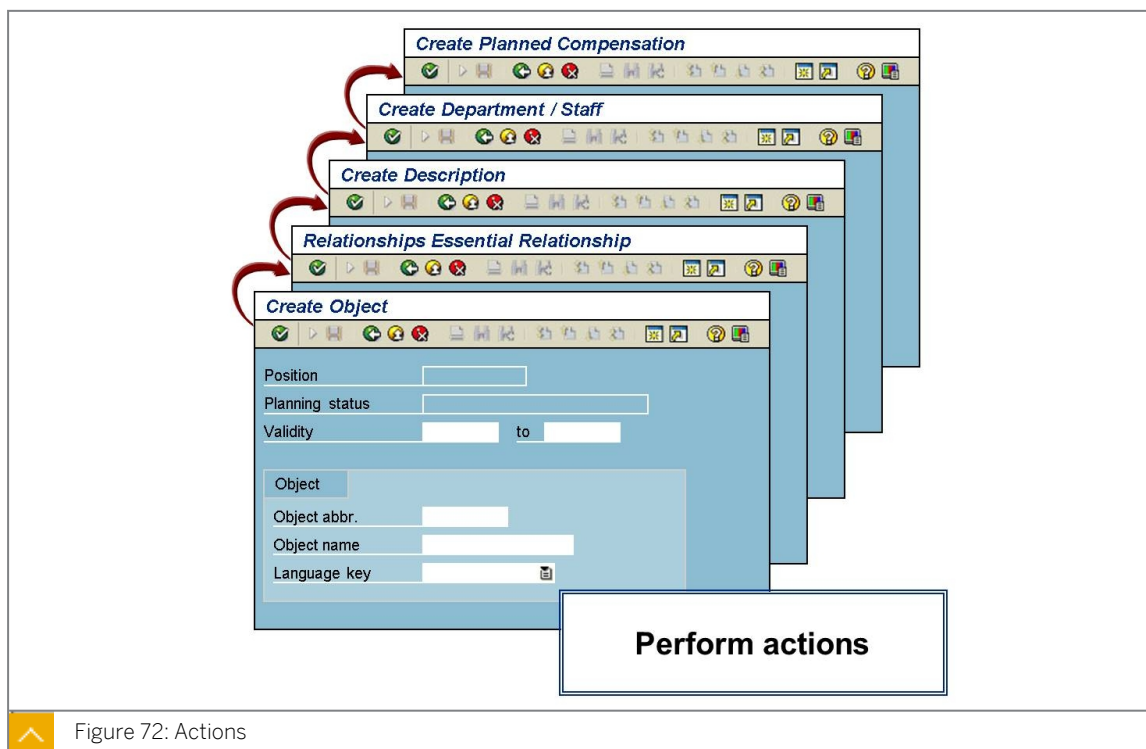 Create Planned Compensation
Create Department / Staff
Create Description
Relationships Essential Relationship
Create Object
Position
Planning status
Validity to
Object
Object abbr.
Object name
Language key
Perform actions
Figure 72: Actions